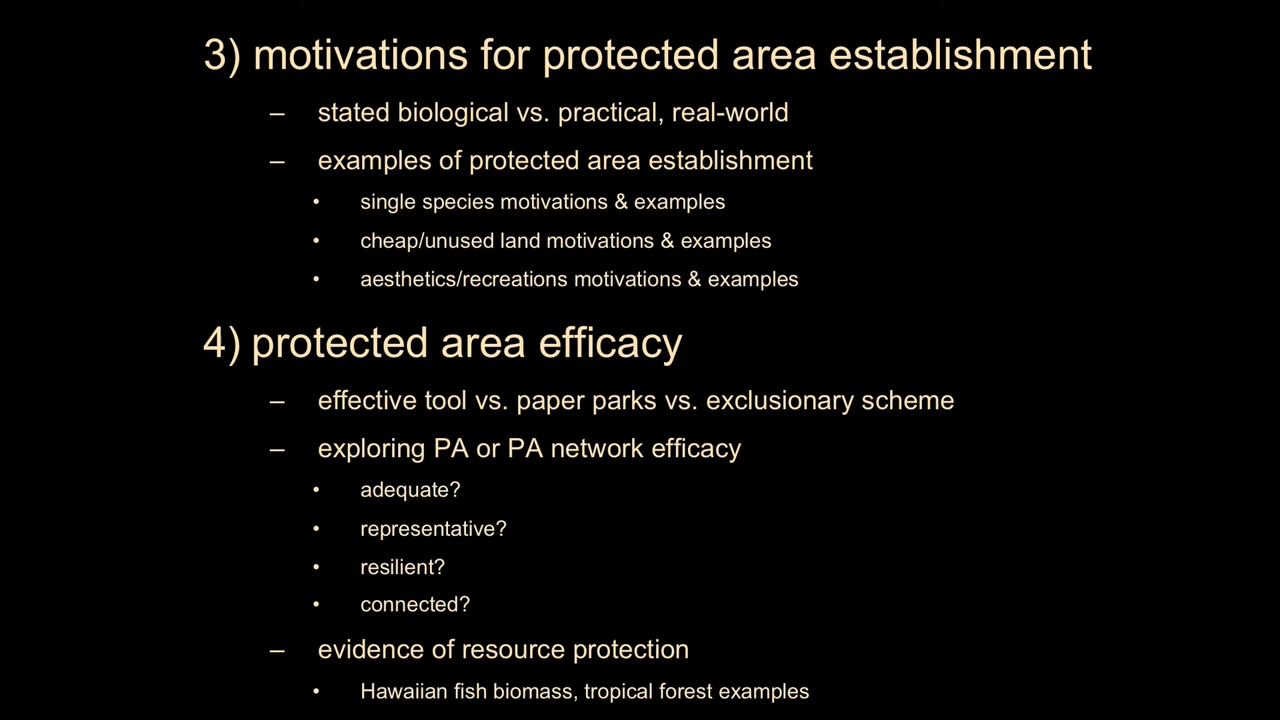 3) motivations for protected area establishment
– stated biological vs. practical, real-world
– examples of protected area establishment
• single species motivations & examples
• cheap/unused land motivations & examples
• aesthetics/recreations motivations & examples
4) protected area efficacy
– effective tool vs. paper parks vs. exclusionary scheme
– exploring PA or PA network efficacy
• adequate?
• representative?
• resilient?
• connected?
– evidence of resource protection
• Hawaiian fish biomass, tropical forest examples